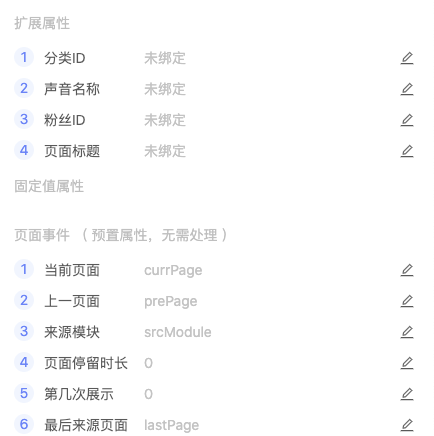 扩展属性
1 分类ID 未绑定
2 声音名称 未绑定
3 粉丝ID 未绑定
4 页面标题 未绑定
固定值属性
页面事件 （ 预置属性，无需处理 ）
1 当前页面 currPage
2 上一页面 prePage
3 来源模块 srcModule
4 页面停留时长 0
5 第几次展示 0
6 最后来源页面 lastPage